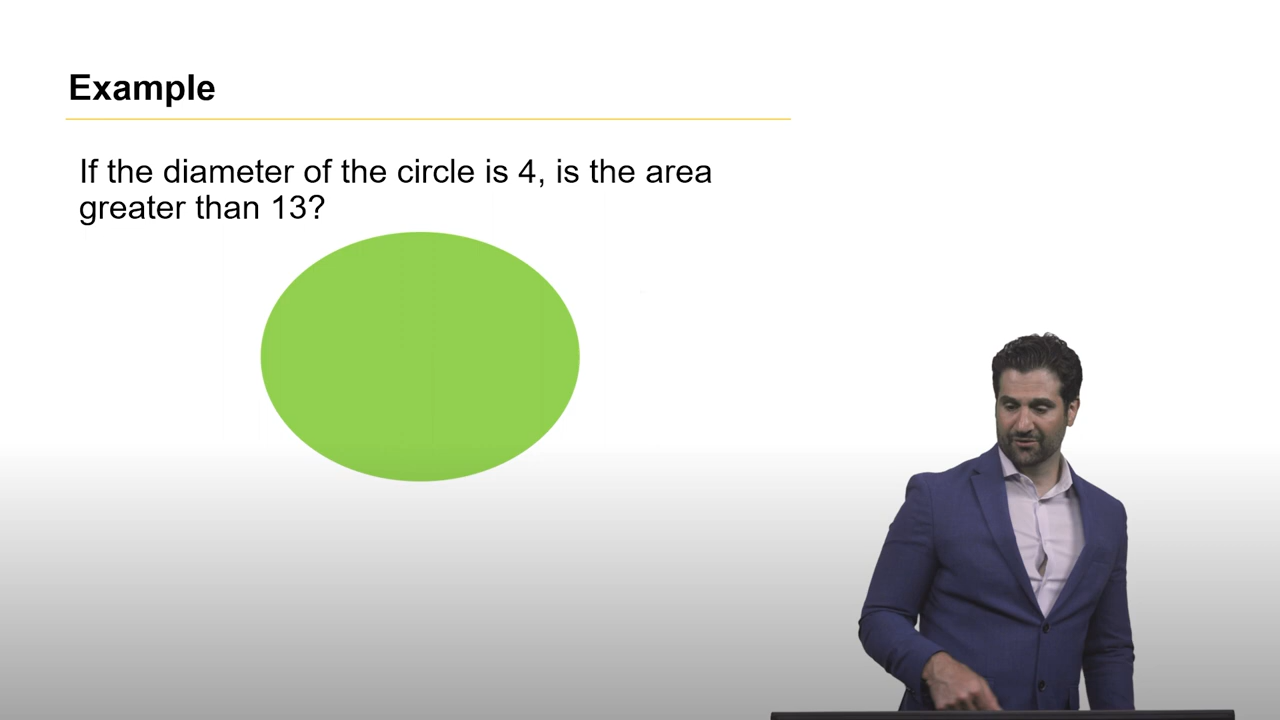 Example
If the diameter of the circle is 4, is the area
greater than 13?